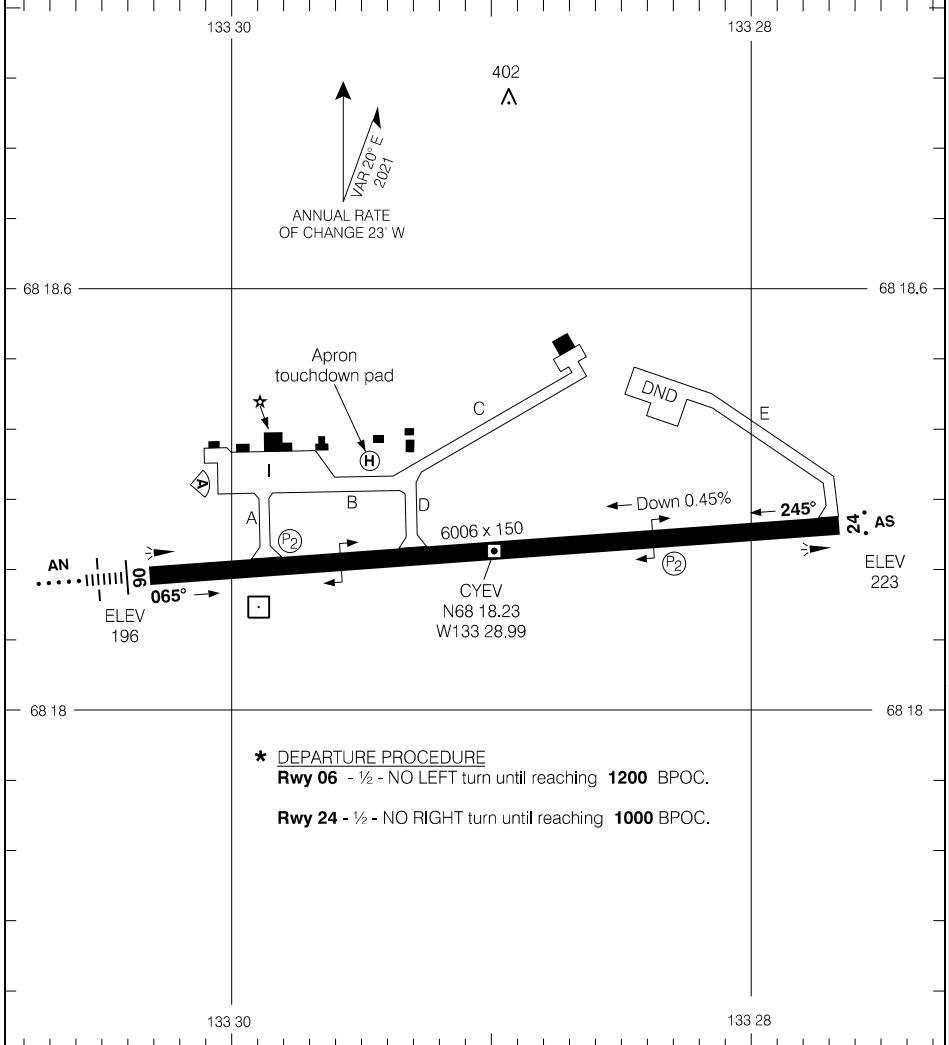 133 30
133 28
402
VAR 20° E
2021
ANNUAL RATE
OF CHANGE 23' W
68 18.6
68 18.6
Apron
touchdown pad
H
C
DND
E
A
I
B
A
D
P2
6006 x 150
Down 0.45%
245°
24
AS
AN
06
065°
ELEV
196
P2
ELEV
223
CYEV
N68 18.23
W133 28.99
68 18
68 18
* DEPARTURE PROCEDURE
Rwy 06 - ½ - NO LEFT turn until reaching 1200 BPOC.
Rwy 24 - ½ - NO RIGHT turn until reaching 1000 BPOC.
133 30
133 28